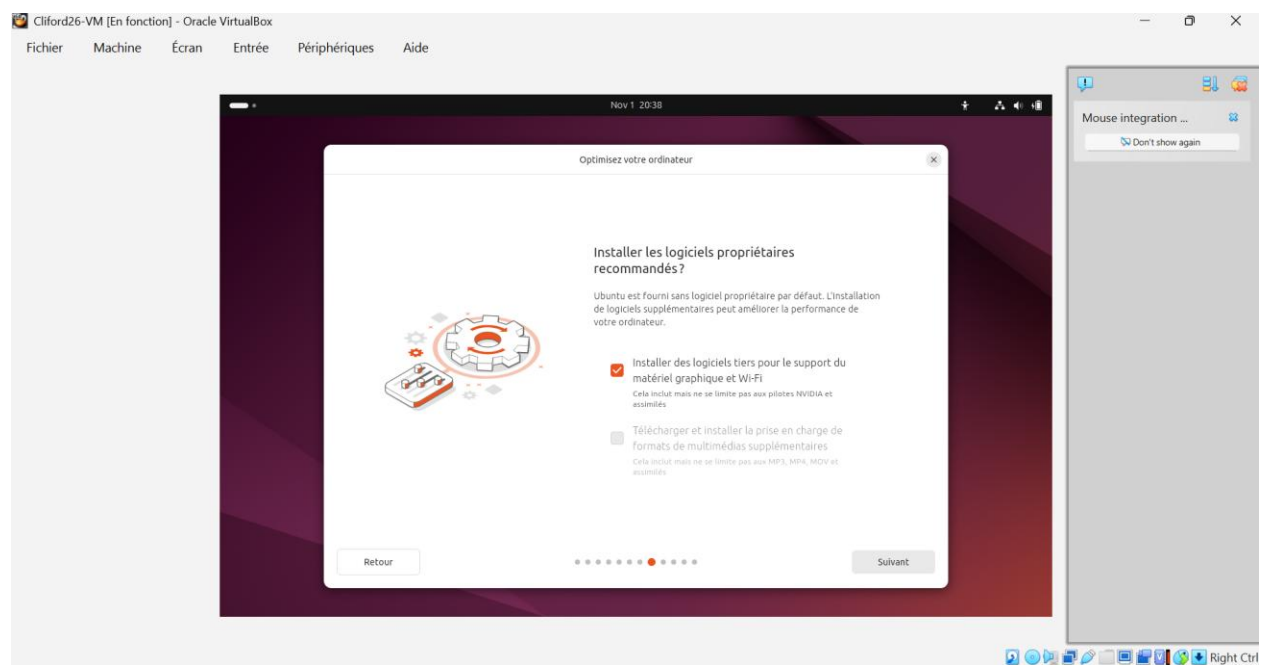 Cliford26-VM [En fonction] - Oracle VirtualBox
Fichier Machine Écran Entrée Périphériques Aide
Nov 1 20:38
Mouse integration ...
Don't show again
Optimisez votre ordinateur
Installer les logiciels propriétaires
recommandés ?
Ubuntu est fourni sans logiciel propriétaire par défaut. L'installation
de logiciels supplémentaires peut améliorer la performance de
votre ordinateur.
Installer des logiciels tiers pour le support du
matériel graphique et Wi-Fi
Cela inclut mais ne se limite pas aux pilotes NVIDIA et
assimilés
Télécharger et installer la prise en charge de
formats de multimédias supplémentaires
Cela inclut mais ne se limite pas aux MP3, MP4, MOV et
assimilés
Retour
Suivant
Right Ctrl